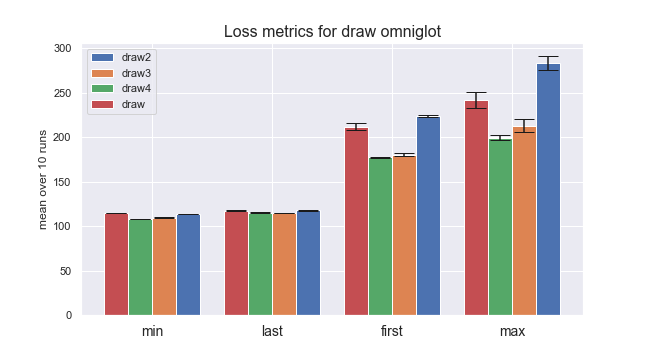 Loss metrics for draw omniglot
300
250
200
150
100
50
0
mean over 10 runs
draw2
draw3
draw4
draw
min
last
first
max